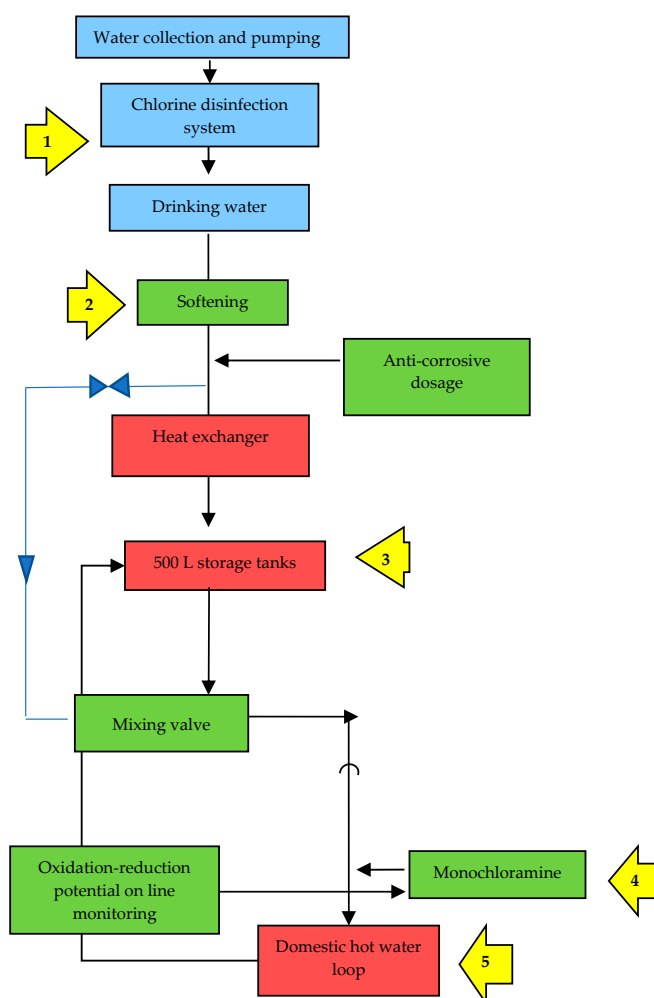 Water collection and pumping
Chlorine disinfection
system
1
Drinking water
2
Softening
Anti-corrosive
dosage
Heat exchanger
500 L storage tanks
3
Mixing valve
Oxidation-reduction
potential on line
monitoring
Monochloramine
4
Domestic hot water
loop
5